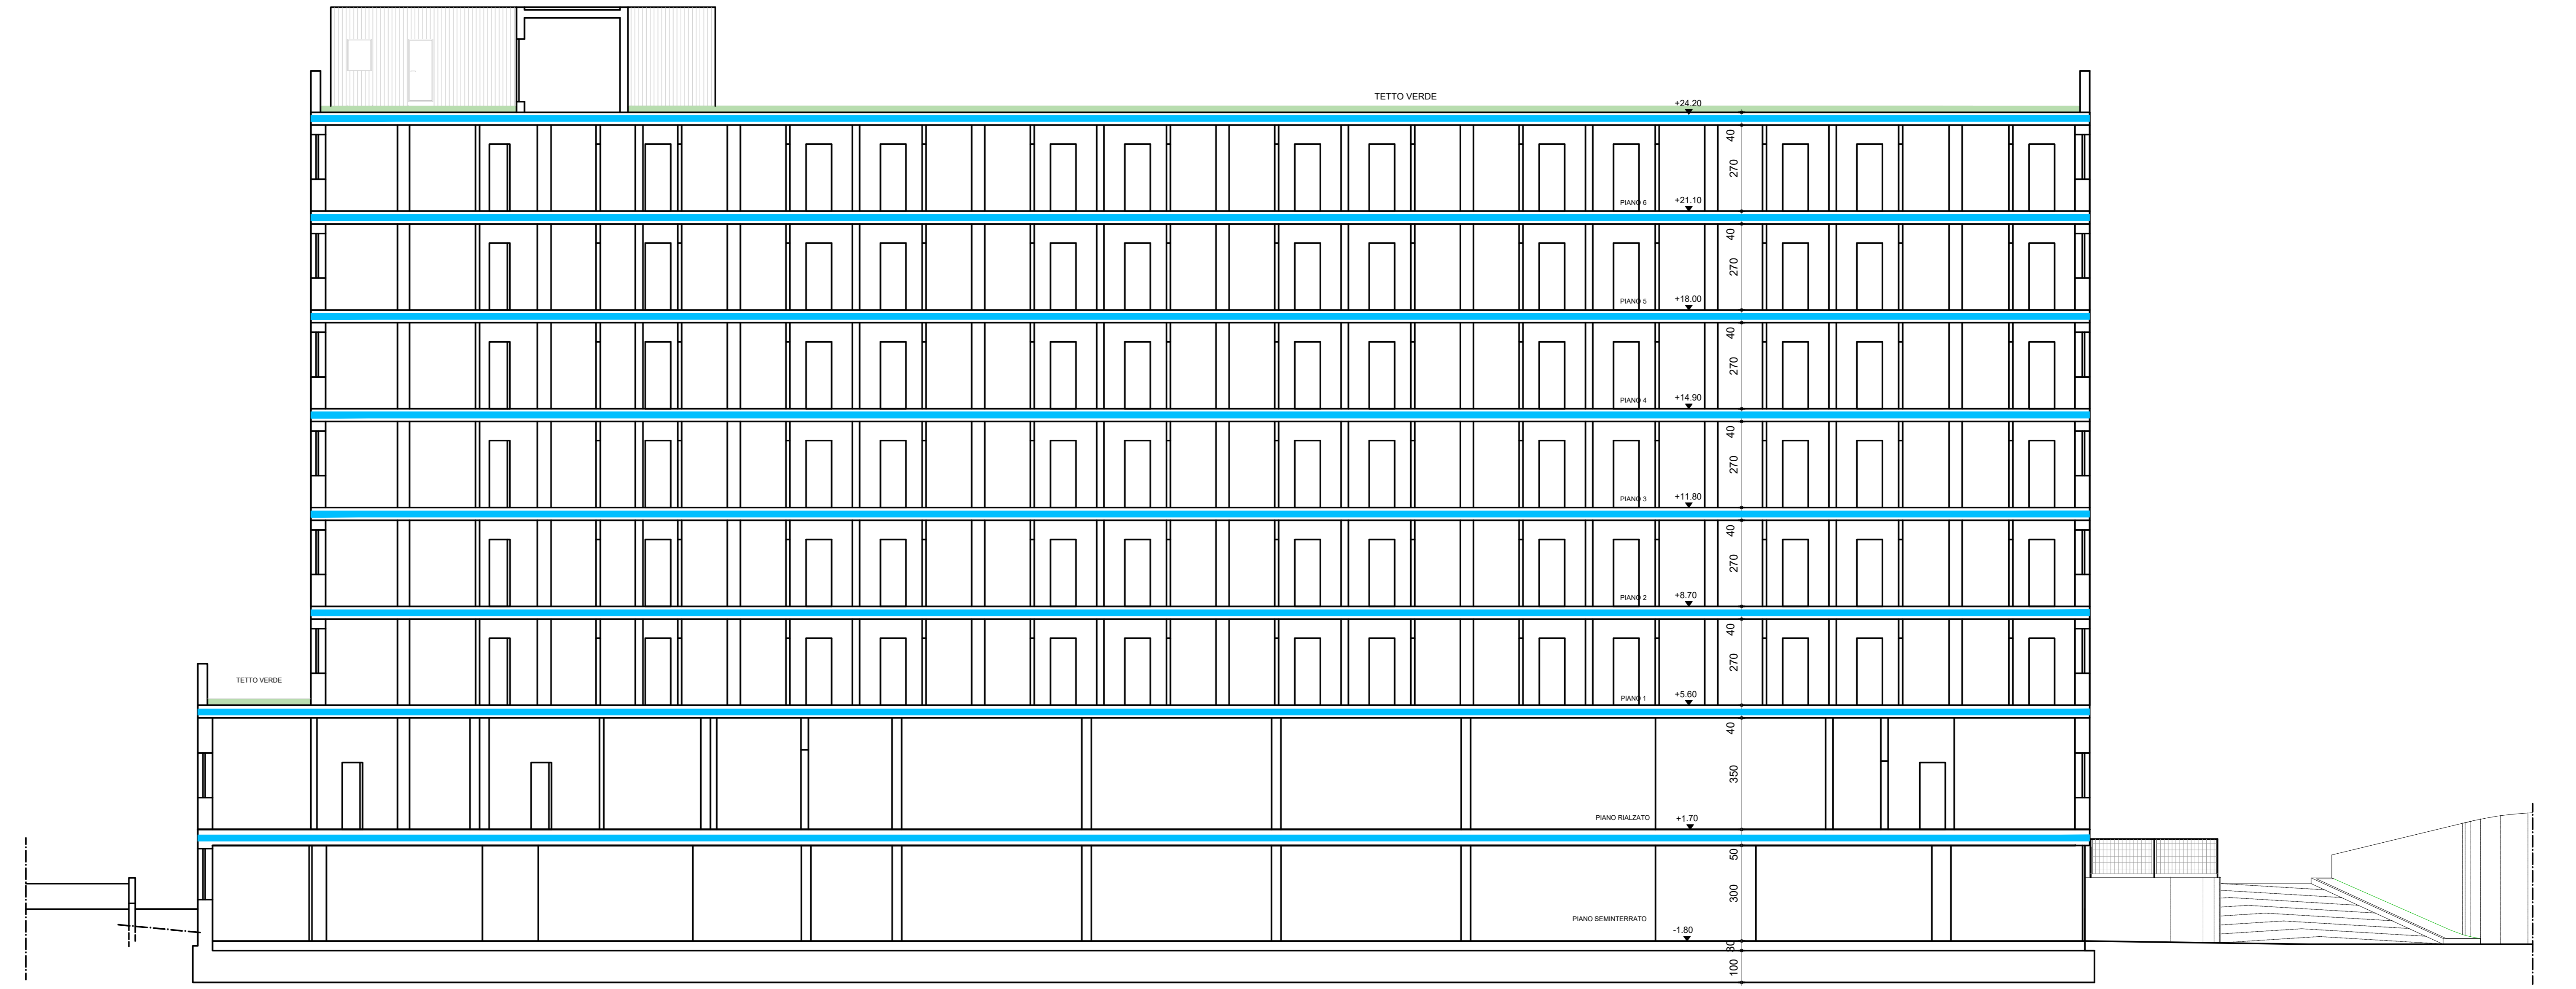 TETTO VERDE
+24.20
40
270
PIANO 6
+21.10
40
270
PIANO 5
+18.00
40
270
PIANO 4
+14.90
40
270
PIANO 3
+11.80
40
270
PIANO 2
+8.70
40
270
TETTO VERDE
PIANO 1
+5.60
40
350
PIANO RIALZATO
+1.70
50
300
PIANO SEMINTERRATO
-1.80
30
100